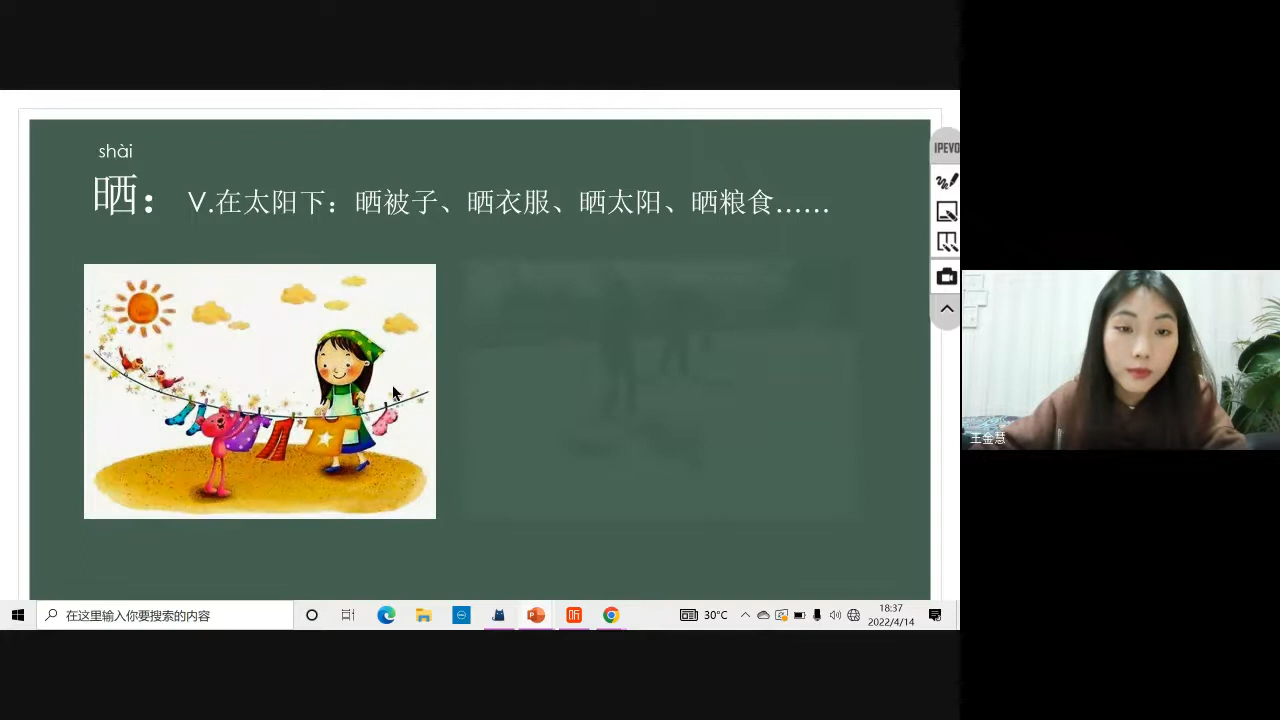 shài
晒：
V.在太阳下：晒被子、晒衣服、晒太阳、晒粮食……
IPEVO
王金慧
在这里输入你要搜索的内容
听
30°C
18:37
2022/4/14